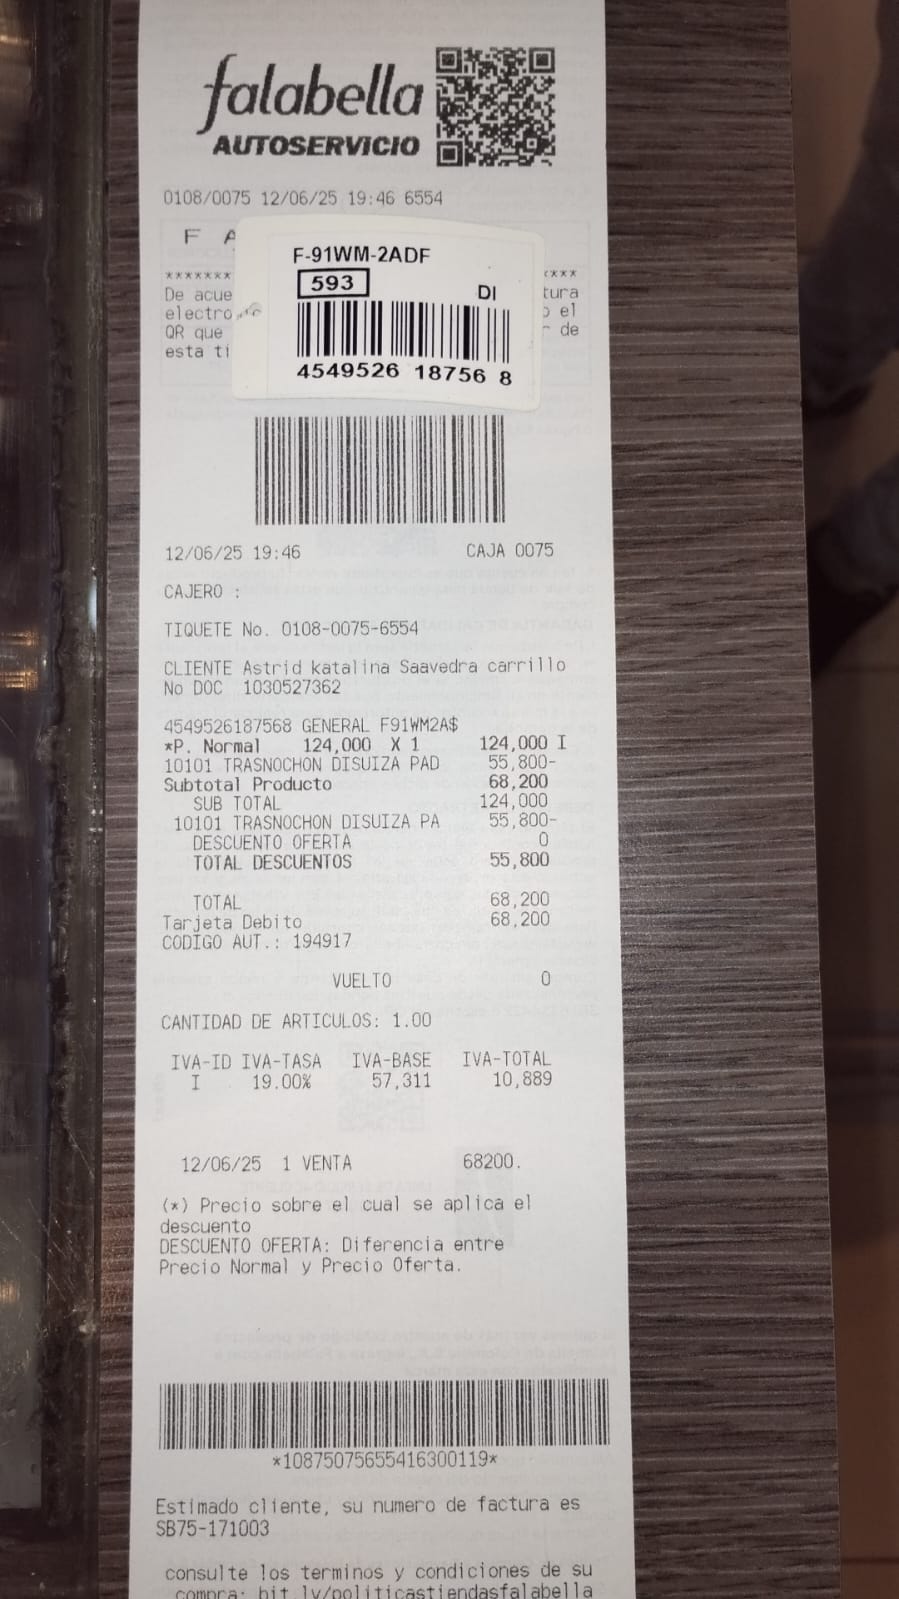 falabella
AUTOSERVICIO
0108/0075 12/06/25 19:46 6554
F A
*******
De acue
electro
QR que
esta ti
F-91WM-2ADF
593
DI
4549526 18756 8
****
tura
o el
de
12/06/25 19:46 CAJA 0075
CAJERO :
TIQUETE No. 0108-0075-6554
CLIENTE Astrid katalina Saavedra carrillo
No DOC 1030527362
4549526187568 GENERAL F91WM2A$
*P. Normal 124,000 X 1 124,000 I
10101 TRASNOCHON DISUIZA PAD 55,800-
Subtotal Producto 68,200
SUB TOTAL 124,000
10101 TRASNOCHON DISUIZA PA 55,800-
DESCUENTO OFERTA 0
TOTAL DESCUENTOS 55,800
TOTAL 68,200
Tarjeta Debito 68,200
CODIGO AUT.: 194917
VUELTO 0
CANTIDAD DE ARTICULOS: 1.00
IVA-ID IVA-TASA IVA-BASE IVA-TOTAL
I 19.00% 57,311 10,889
12/06/25 1 VENTA 68200.
(*) Precio sobre el cual se aplica el
descuento
DESCUENTO OFERTA: Diferencia entre
Precio Normal y Precio Oferta.
*10875075655416300119*
Estimado cliente, su numero de factura es
SB75-171003
consulte los terminos y condiciones de su
compra: bit.ly/politicastiendasfalabella